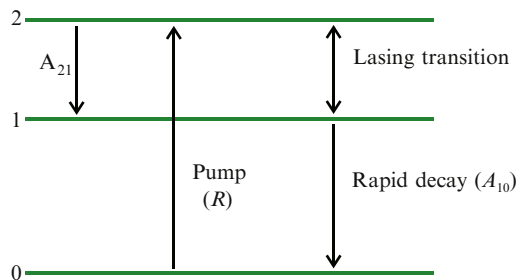 2
A21
Lasing transition
1
Pump
(R)
Rapid decay (A10)
0